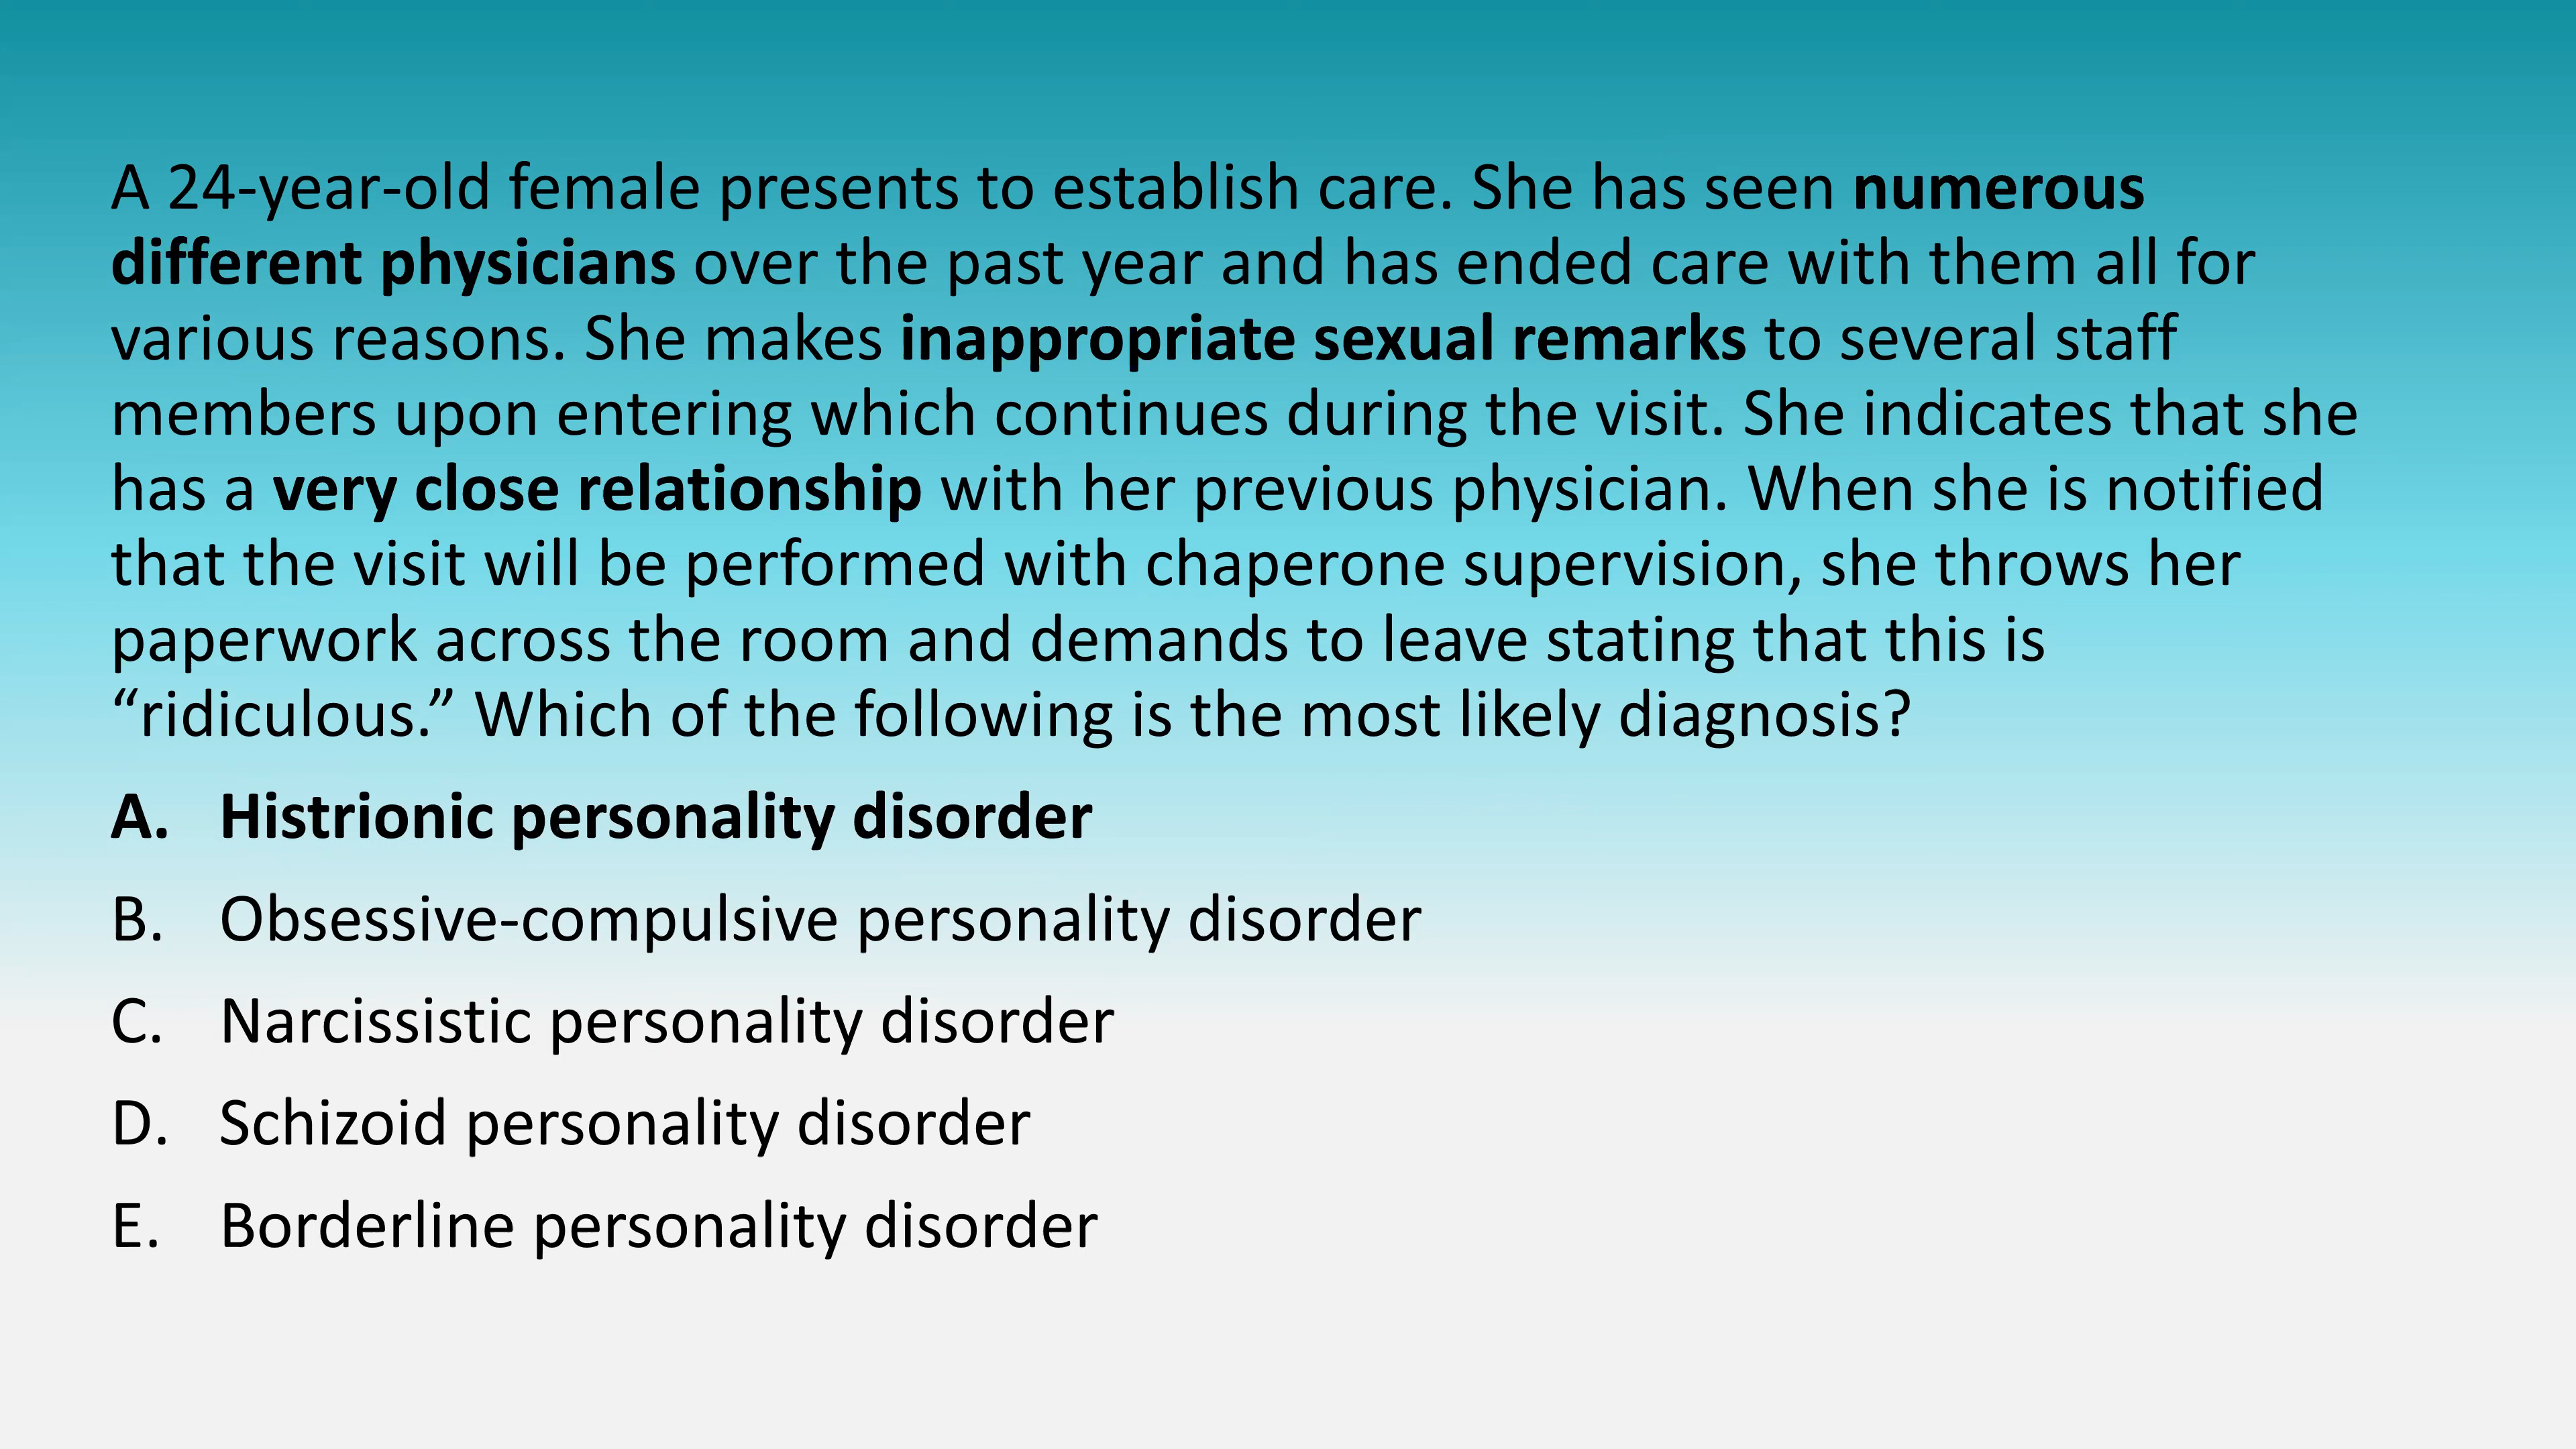 A 24-year-old female presents to establish care. She has seen numerous
different physicians over the past year and has ended care with them all for
various reasons. She makes inappropriate sexual remarks to several staff
members upon entering which continues during the visit. She indicates that she
has a very close relationship with her previous physician. When she is notified
that the visit will be performed with chaperone supervision, she throws her
paperwork across the room and demands to leave stating that this is
“ridiculous.” Which of the following is the most likely diagnosis?
A. Histrionic personality disorder
B. Obsessive-compulsive personality disorder
C. Narcissistic personality disorder
D. Schizoid personality disorder
E. Borderline personality disorder